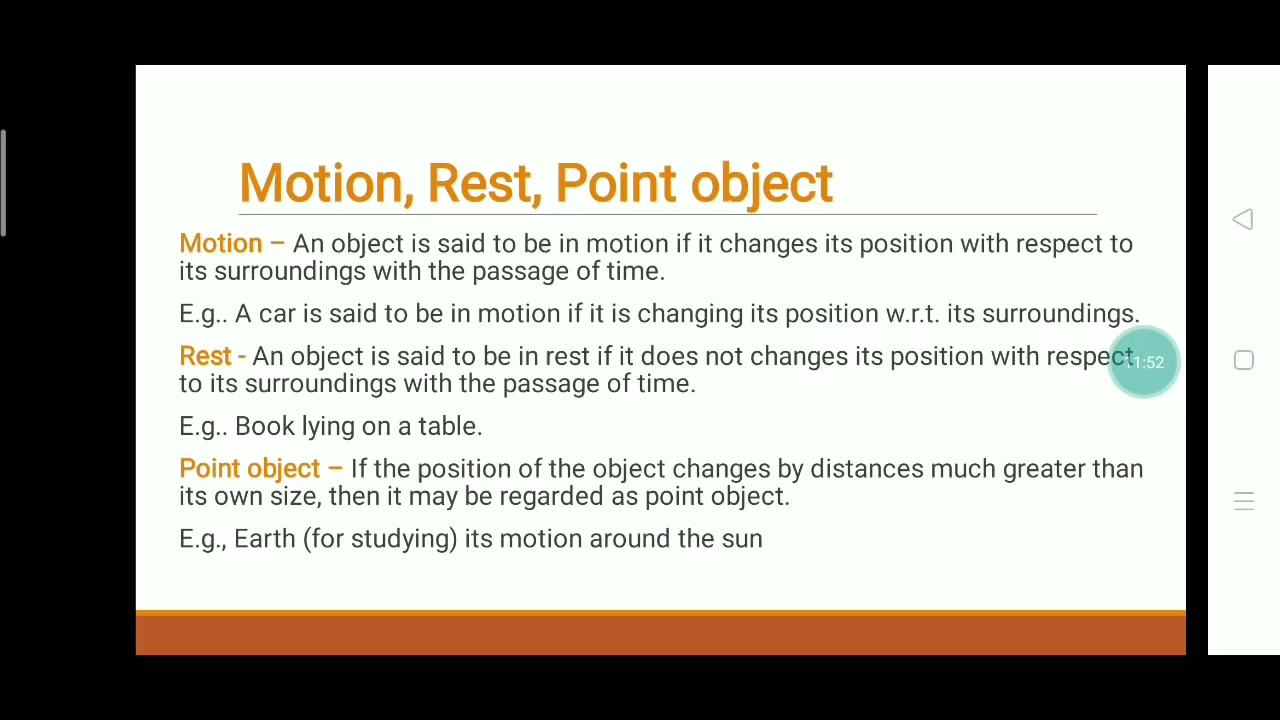 Motion, Rest, Point object
Motion – An object is said to be in motion if it changes its position with respect to
its surroundings with the passage of time.
E.g.. A car is said to be in motion if it is changing its position w.r.t. its surroundings.
Rest - An object is said to be in rest if it does not changes its position with respect
to its surroundings with the passage of time.
E.g.. Book lying on a table.
Point object – If the position of the object changes by distances much greater than
its own size, then it may be regarded as point object.
E.g., Earth (for studying) its motion around the sun
11:52